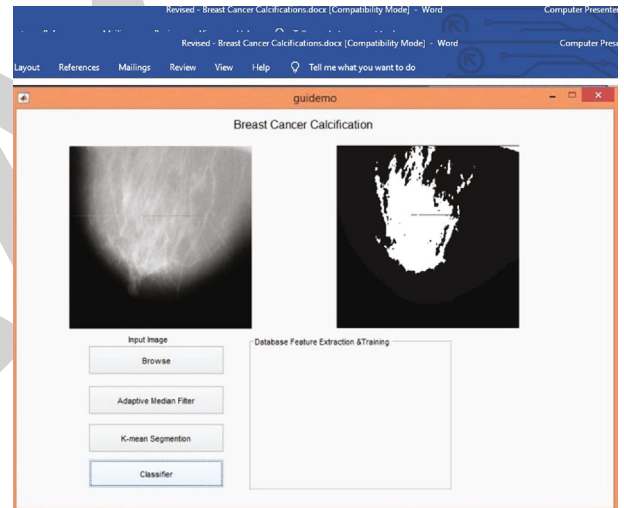 Revised - Breast Cancer Calcifications.docx [Compatibility Mode] - Word Computer Presenter
Revised - Breast Cancer Calcifications.docx [Compatibility Mode] - Word Computer Prese
Layout References Mailings Review View Help Tell me what you want to do
guidemo
Breast Cancer Calcification
Input Image
Database Feature Extraction &Training
Browse
Adaptive Median Filter
K-mean Segmention
Classifier